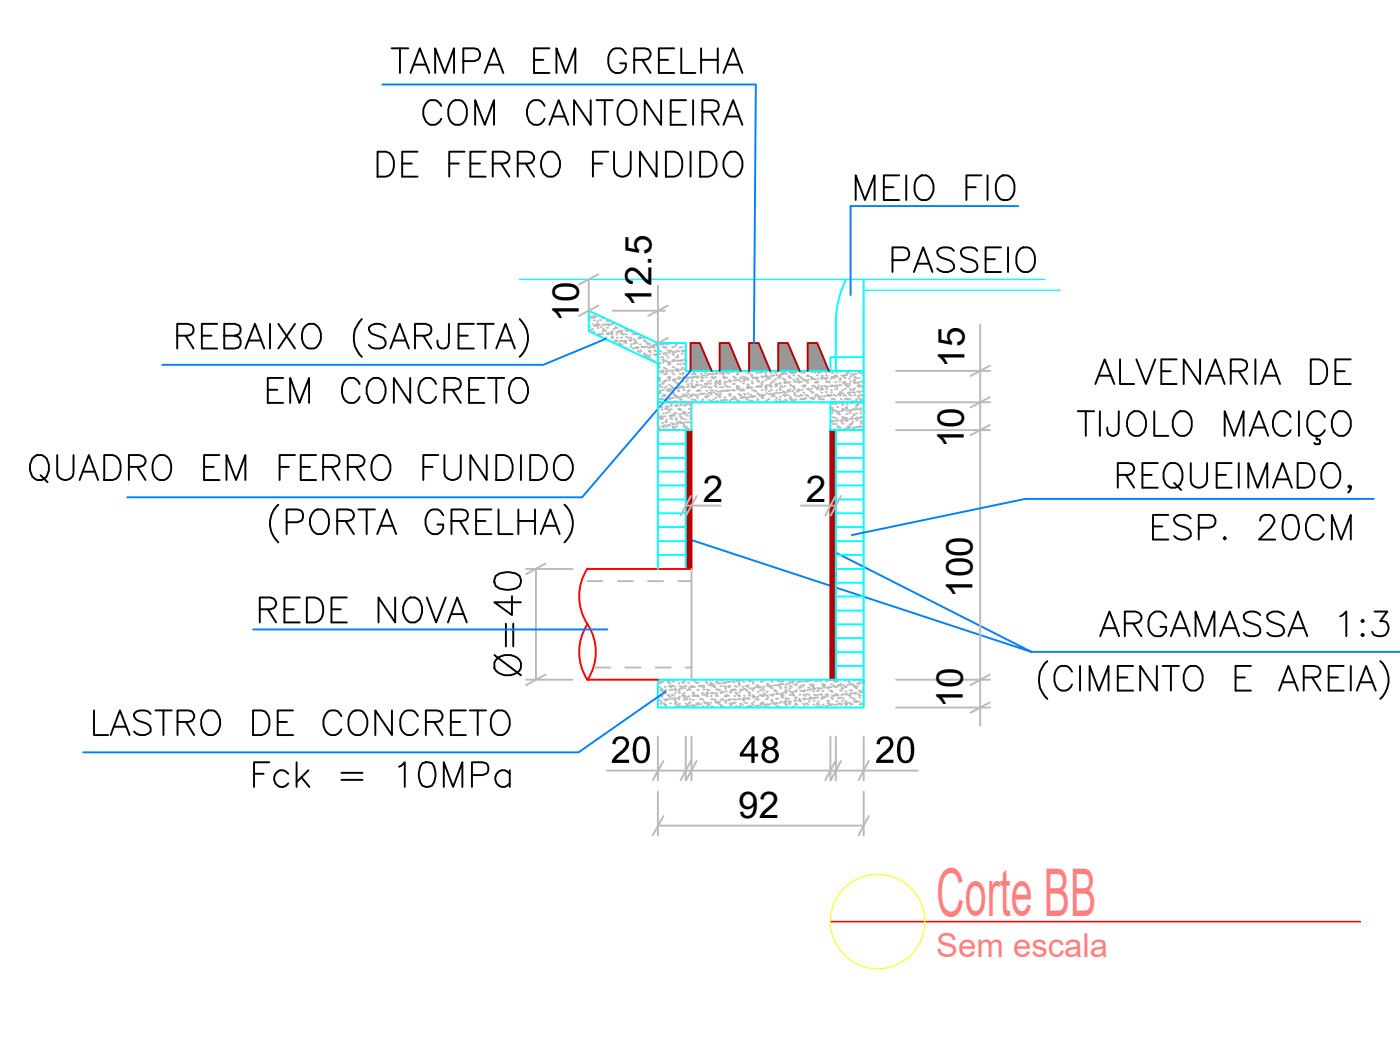 TAMPA EM GRELHA
COM CANTONEIRA
DE FERRO FUNDIDO
MEIO FIO
PASSEIO
12.5
10
REBAIXO (SARJETA)
EM CONCRETO
15
ALVENARIA DE
TIJOLO MACIÇO
REQUEIMADO,
ESP. 20CM
10
QUADRO EM FERRO FUNDIDO
(PORTA GRELHA)
2
2
100
REDE NOVA
Ø=40
ARGAMASSA 1:3
(CIMENTO E AREIA)
10
LASTRO DE CONCRETO
Fck = 10MPa
20
48
20
92
Corte BB
Sem escala